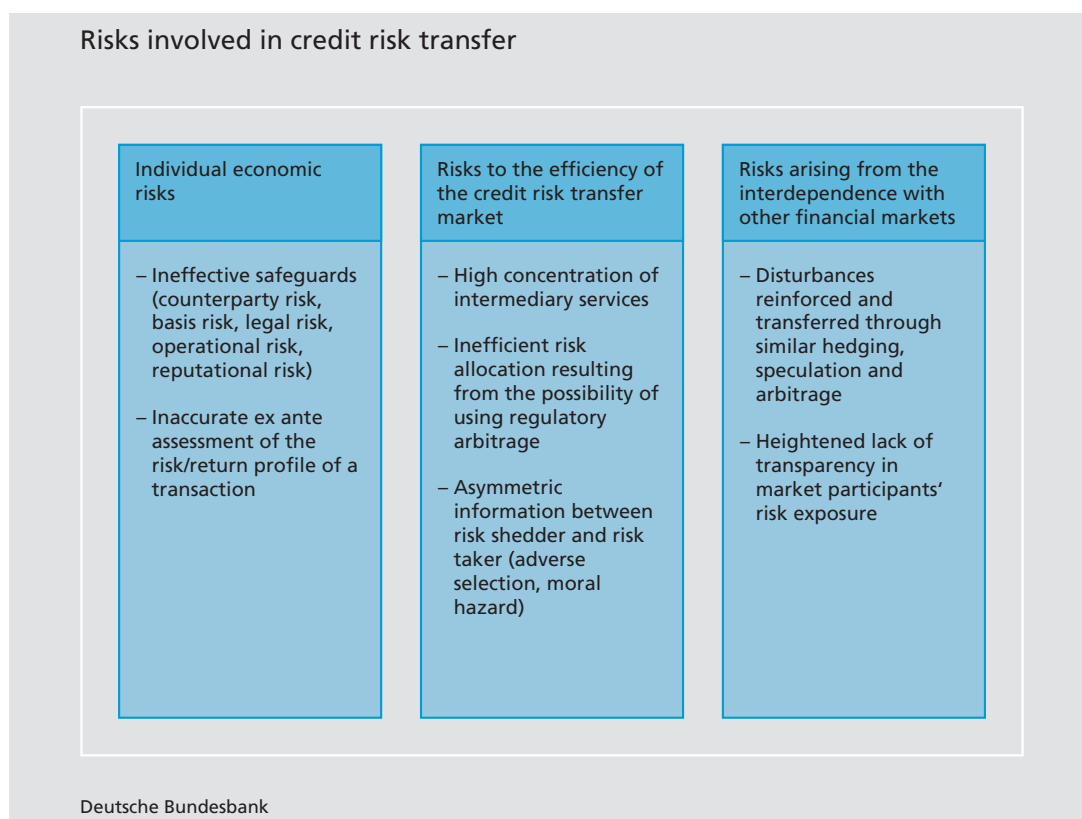 Risks involved in credit risk transfer
Individual economic
risks
– Ineffective safeguards
(counterparty risk,
basis risk, legal risk,
operational risk,
reputational risk)
– Inaccurate ex ante
assessment of the
risk/return profile of a
transaction
Risks to the efficiency of
the credit risk transfer
market
– High concentration of
intermediary services
– Inefficient risk
allocation resulting
from the possibility of
using regulatory
arbitrage
– Asymmetric
information between
risk shedder and risk
taker (adverse
selection, moral
hazard)
Risks arising from the
interdependence with
other financial markets
– Disturbances
reinforced and
transferred through
similar hedging,
speculation and
arbitrage
– Heightened lack of
transparency in
market participants‘
risk exposure
Deutsche Bundesbank